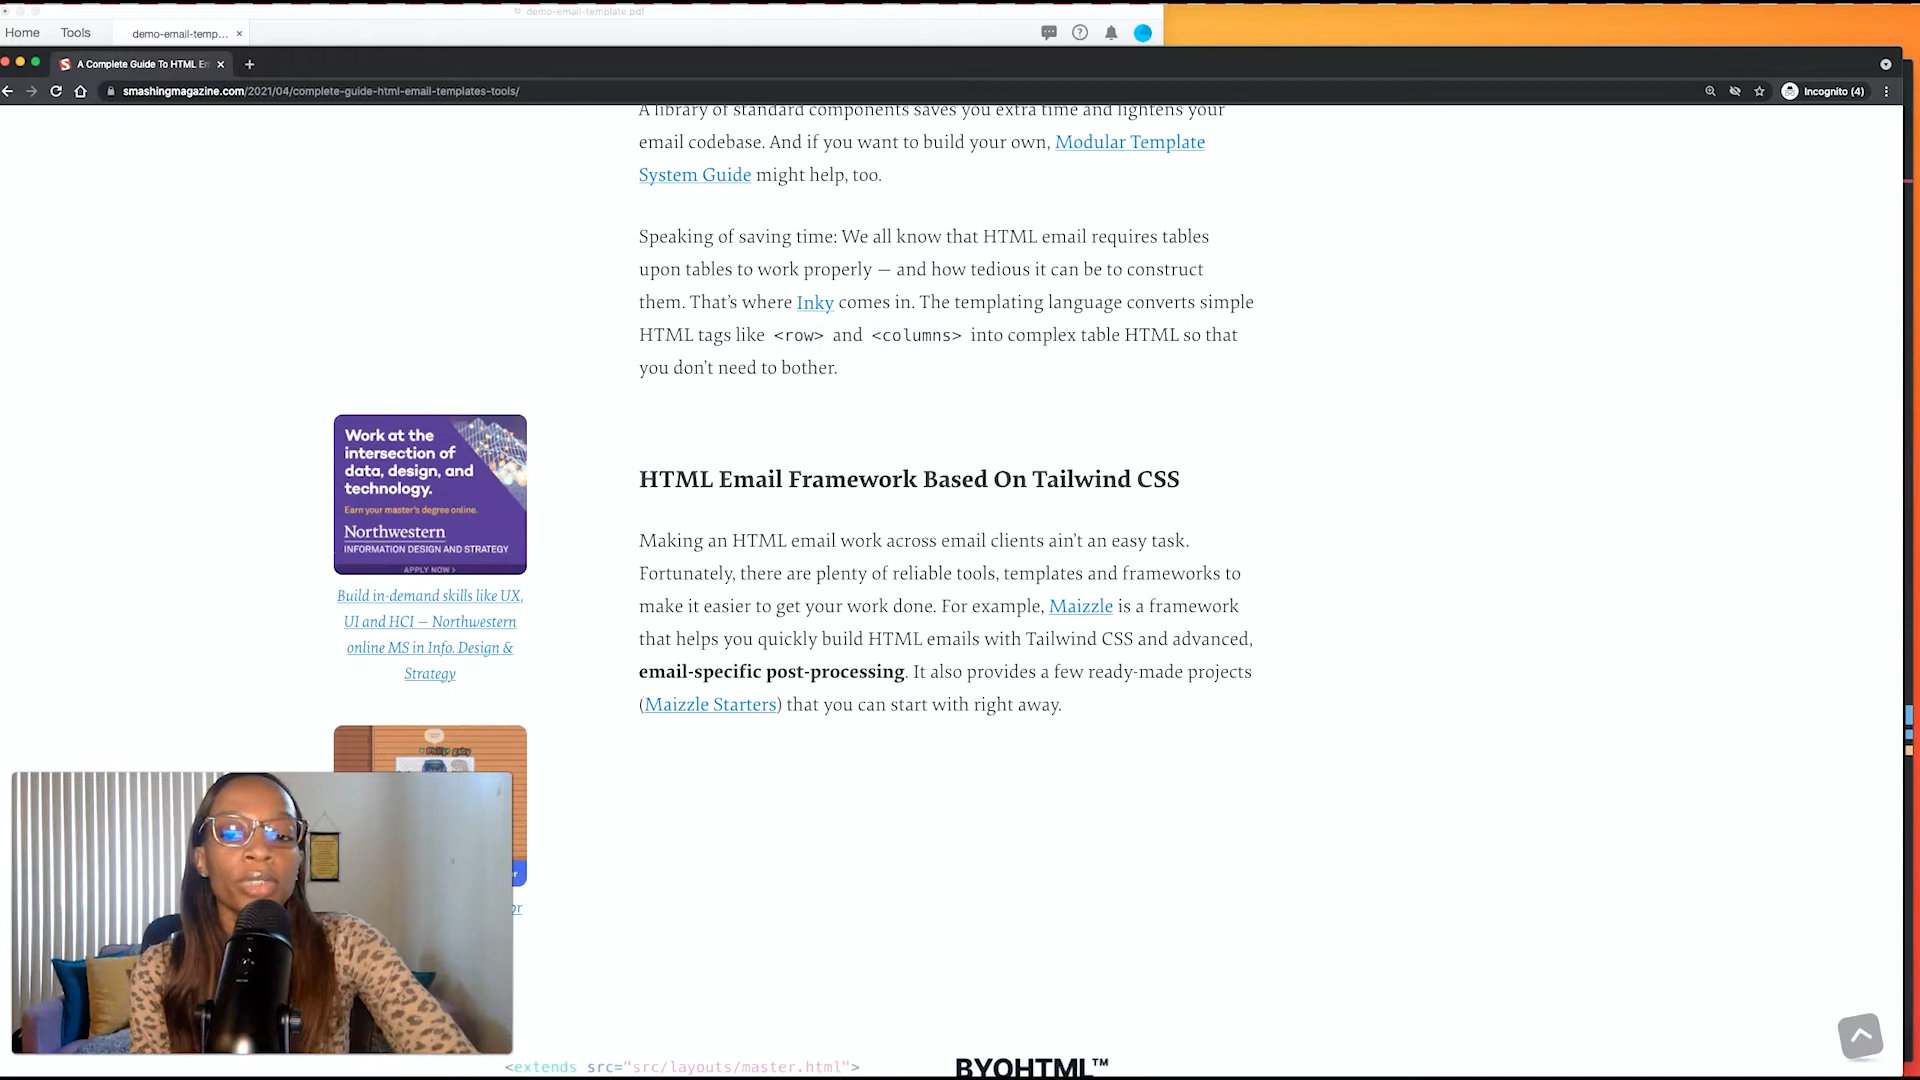 demo-email-template.pdf
Home
Tools
demo-email-temp...
A Complete Guide To HTML Em
smashingmagazine.com/2021/04/complete-guide-html-email-templates-tools/
Incognito (4)
A library of standard components saves you extra time and lightens your
email codebase. And if you want to build your own, Modular Template
System Guide might help, too.
Speaking of saving time: We all know that HTML email requires tables
upon tables to work properly — and how tedious it can be to construct
them. That’s where Inky comes in. The templating language converts simple
HTML tags like <row> and <columns> into complex table HTML so that
you don’t need to bother.
Work at the
intersection of
data, design, and
technology.
Earn your master's degree online.
Northwestern
INFORMATION DESIGN AND STRATEGY
APPLY NOW >
Build in-demand skills like UX,
UI and HCI – Northwestern
online MS in Info. Design &
Strategy
HTML Email Framework Based On Tailwind CSS
Making an HTML email work across email clients ain’t an easy task.
Fortunately, there are plenty of reliable tools, templates and frameworks to
make it easier to get your work done. For example, Maizzle is a framework
that helps you quickly build HTML emails with Tailwind CSS and advanced,
email-specific post-processing. It also provides a few ready-made projects
(Maizzle Starters) that you can start with right away.
or
<extends src="src/layouts/master.html">
BYOHTML™